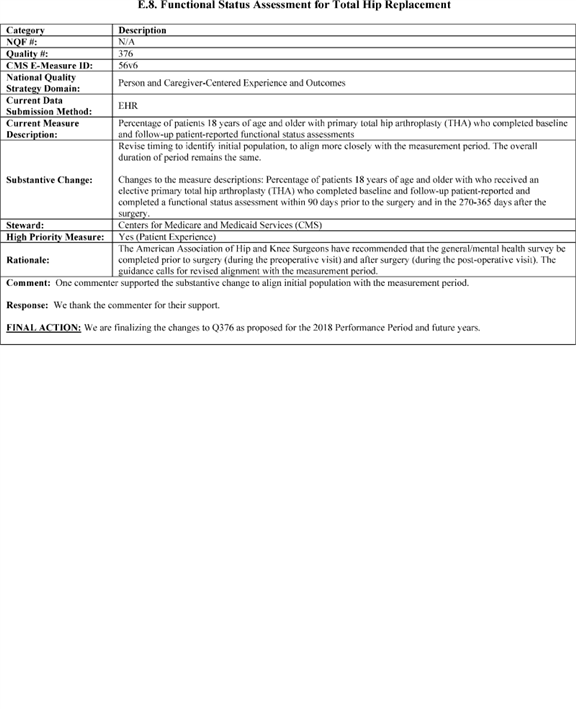 E.8. Functional Status Assessment for Total Hip Replacement
Category Description
NQF #: N/A
Quality #: 376
CMS E-Measure ID: 56v6
National Quality
Strategy Domain: Person and Caregiver-Centered Experience and Outcomes
Current Data
Submission Method: EHR
Current Measure
Description: Percentage of patients 18 years of age and older with primary total hip arthroplasty (THA) who completed baseline
and follow-up patient-reported functional status assessments
Substantive Change: Revise timing to identify initial population, to align more closely with the measurement period. The overall
duration of period remains the same.
Changes to the measure descriptions: Percentage of patients 18 years of age and older with who received an
elective primary total hip arthroplasty (THA) who completed baseline and follow-up patient-reported and
completed a functional status assessment within 90 days prior to the surgery and in the 270-365 days after the
surgery.
Steward: Centers for Medicare and Medicaid Services (CMS)
High Priority Measure: Yes (Patient Experience)
Rationale: The American Association of Hip and Knee Surgeons have recommended that the general/mental health survey be
completed prior to surgery (during the preoperative visit) and after surgery (during the post-operative visit). The
guidance calls for revised alignment with the measurement period.
Comment: One commenter supported the substantive change to align initial population with the measurement period.
Response: We thank the commenter for their support.
FINAL ACTION: We are finalizing the changes to Q376 as proposed for the 2018 Performance Period and future years.